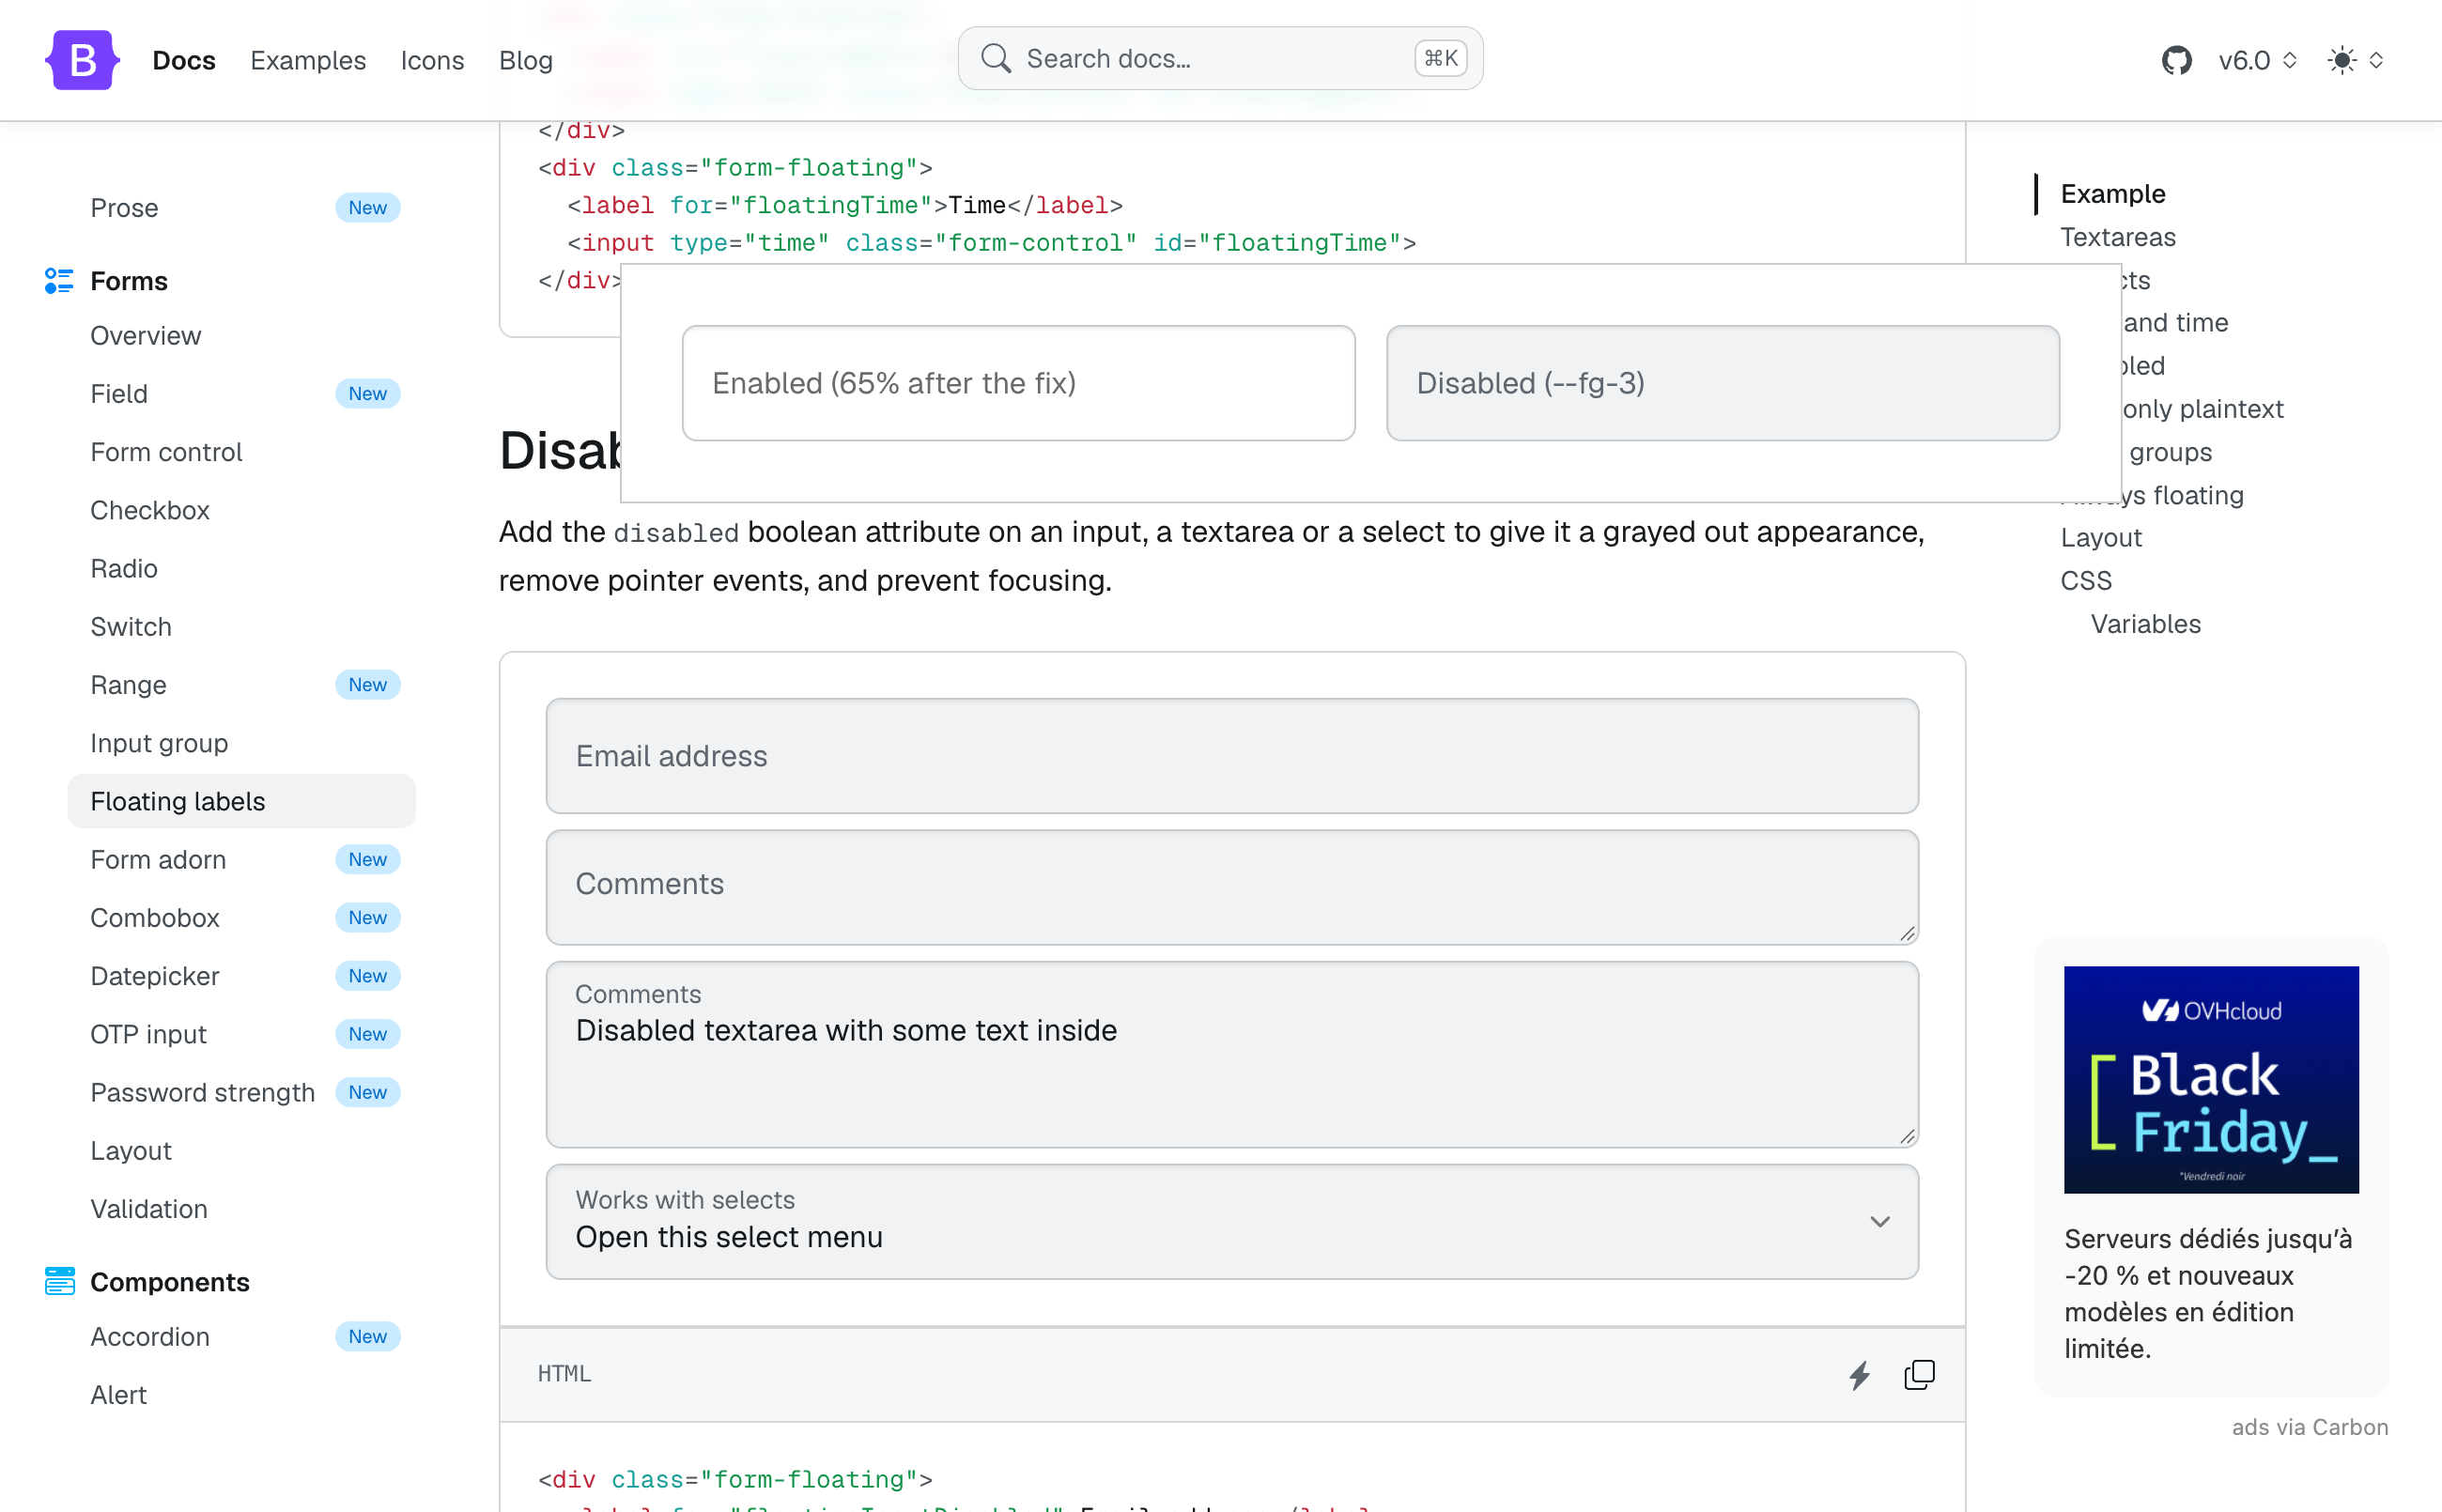 B
Docs
Examples
Icons
Blog
Search docs...
⌘K
v6.0
Prose
New
Forms
Overview
Field
New
Form control
Checkbox
Radio
Switch
Range
New
Input group
Floating labels
Form adorn
New
Combobox
New
Datepicker
New
OTP input
New
Password strength
New
Layout
Validation
Components
Accordion
New
Alert
</div>
<div class="form-floating">
  <label for="floatingTime">Time</label>
  <input type="time" class="form-control" id="floatingTime">
</div>
Enabled (65% after the fix)
Disabled (--fg-3)
Disab
Add the disabled boolean attribute on an input, a textarea or a select to give it a grayed out appearance,
remove pointer events, and prevent focusing.
Email address
Comments
Comments
Disabled textarea with some text inside
Works with selects
Open this select menu
HTML
<div class="form-floating">
Example
Textareas
cts
and time
bled
only plaintext
groups
Always floating
Layout
CSS
Variables
OVHcloud
Black
Friday_
*Vendredi noir
Serveurs dédiés jusqu'à
-20 % et nouveaux
modèles en édition
limitée.
ads via Carbon